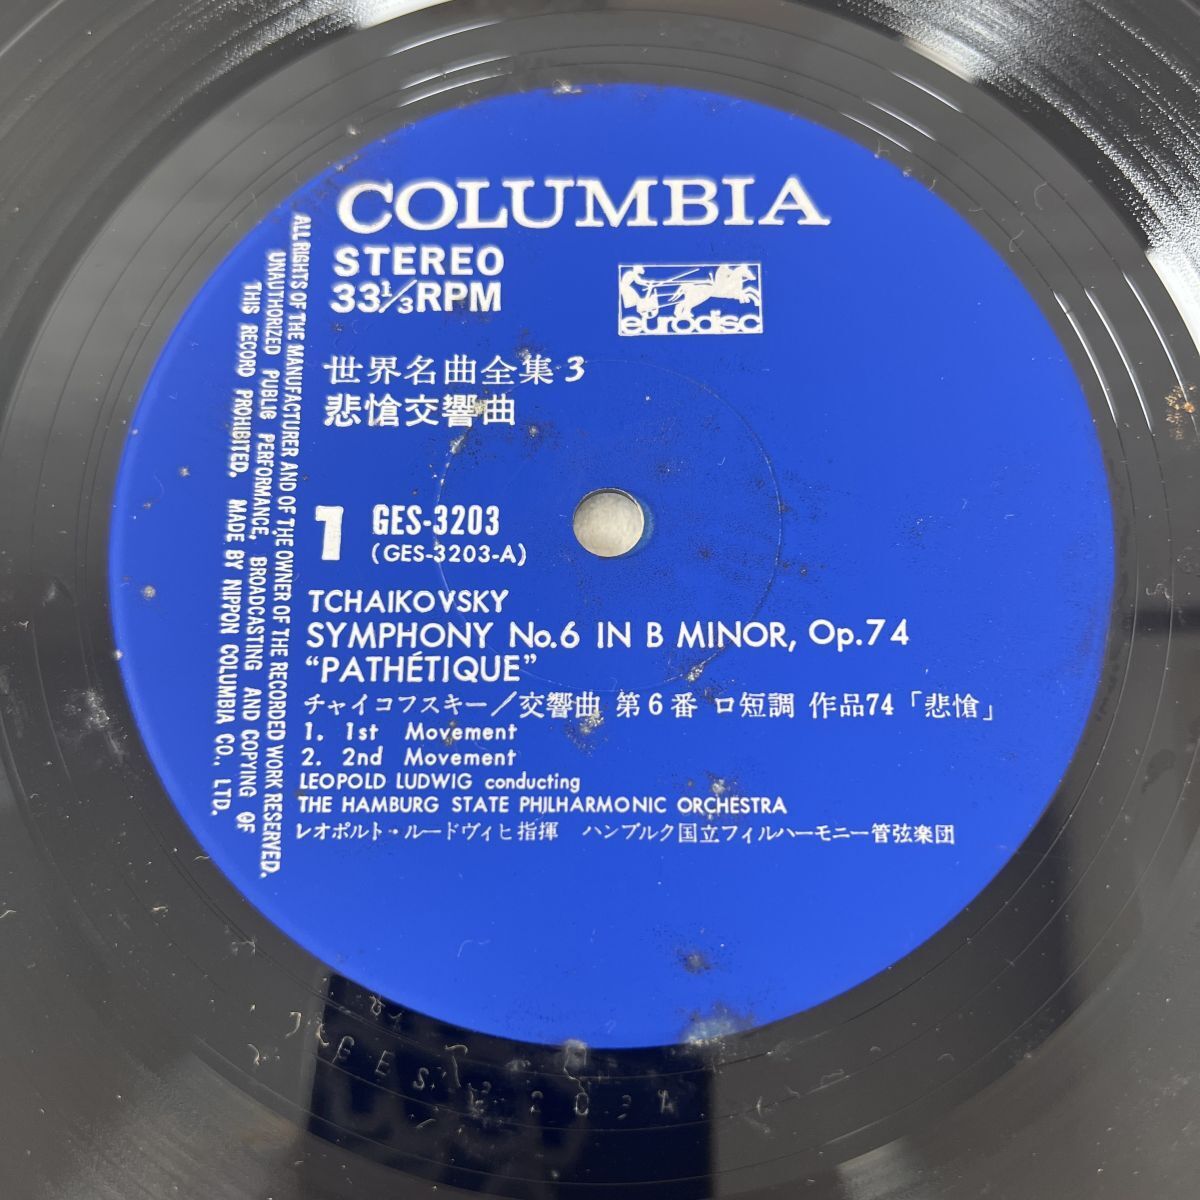 COLUMBIA
STEREO
33⅓RPM
eurodisc
世界名曲全集 3
悲愴交響曲
1
GES-3203
(GES-3203-A)
TCHAIKOVSKY
SYMPHONY No.6 IN B MINOR, Op.74
“PATHÉTIQUE”
チャイコフスキー／交響曲 第6番 ロ短調 作品74「悲愴」
1. 1st Movement
2. 2nd Movement
LEOPOLD LUDWIG conducting
THE HAMBURG STATE PHILHARMONIC ORCHESTRA
レオポルト・ルードヴィヒ指揮 ハンブルク国立フィルハーモニー管弦楽団
ALL RIGHTS OF THE MANUFACTURER AND OF THE OWNER OF THE RECORDED WORK RESERVED.
UNAUTHORIZED PUBLIC PERFORMANCE, BROADCASTING AND COPYING OF
THIS RECORD PROHIBITED. MADE BY NIPPON COLUMBIA CO., LTD.